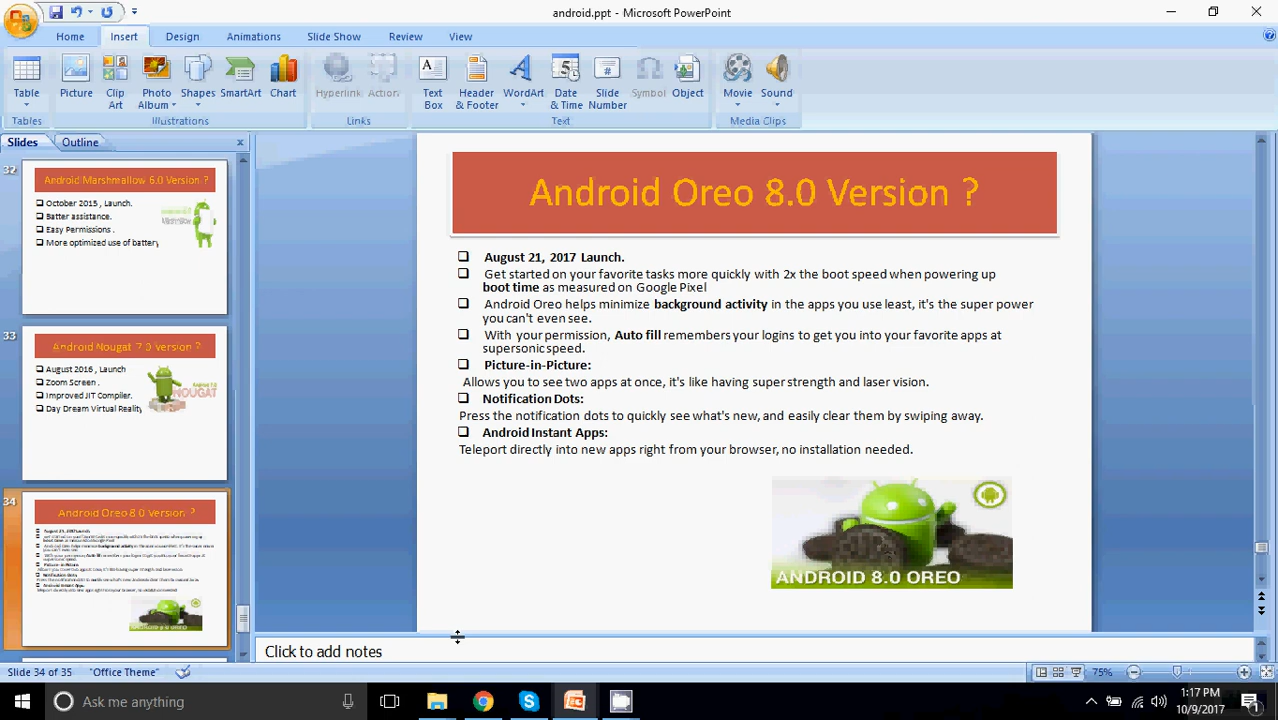 android.ppt - Microsoft PowerPoint
Home Insert Design Animations Slide Show Review View
Table Picture Clip Art Photo Album Shapes SmartArt Chart Hyperlink Action Text Box Header & Footer WordArt Date & Time Slide Number Symbol Object Movie Sound
Tables Illustrations Links Text Media Clips
Slides Outline
32
Android Marshmallow 6.0 Version ?
October 2015 , Launch.
Batter assistance.
Easy Permissions .
More optimized use of battery
33
Android Nougat 7.0 Version ?
August 2016 , Launch
Zoom Screen .
Improved JIT Compiler.
Day Dream Virtual Reality
NOUGAT
34
Android Oreo 8.0 Version ?
Android Oreo 8.0 Version ?
August 21, 2017 Launch.
Get started on your favorite tasks more quickly with 2x the boot speed when powering up
boot time as measured on Google Pixel
Android Oreo helps minimize background activity in the apps you use least, it's the super power
you can't even see.
With your permission, Auto fill remembers your logins to get you into your favorite apps at
supersonic speed.
Picture-in-Picture:
Allows you to see two apps at once, it's like having super strength and laser vision.
Notification Dots:
Press the notification dots to quickly see what's new, and easily clear them by swiping away.
Android Instant Apps:
Teleport directly into new apps right from your browser, no installation needed.
ANDROID 8.0 OREO
Click to add notes
Slide 34 of 35 "Office Theme" 75%
Ask me anything
1:17 PM
10/9/2017